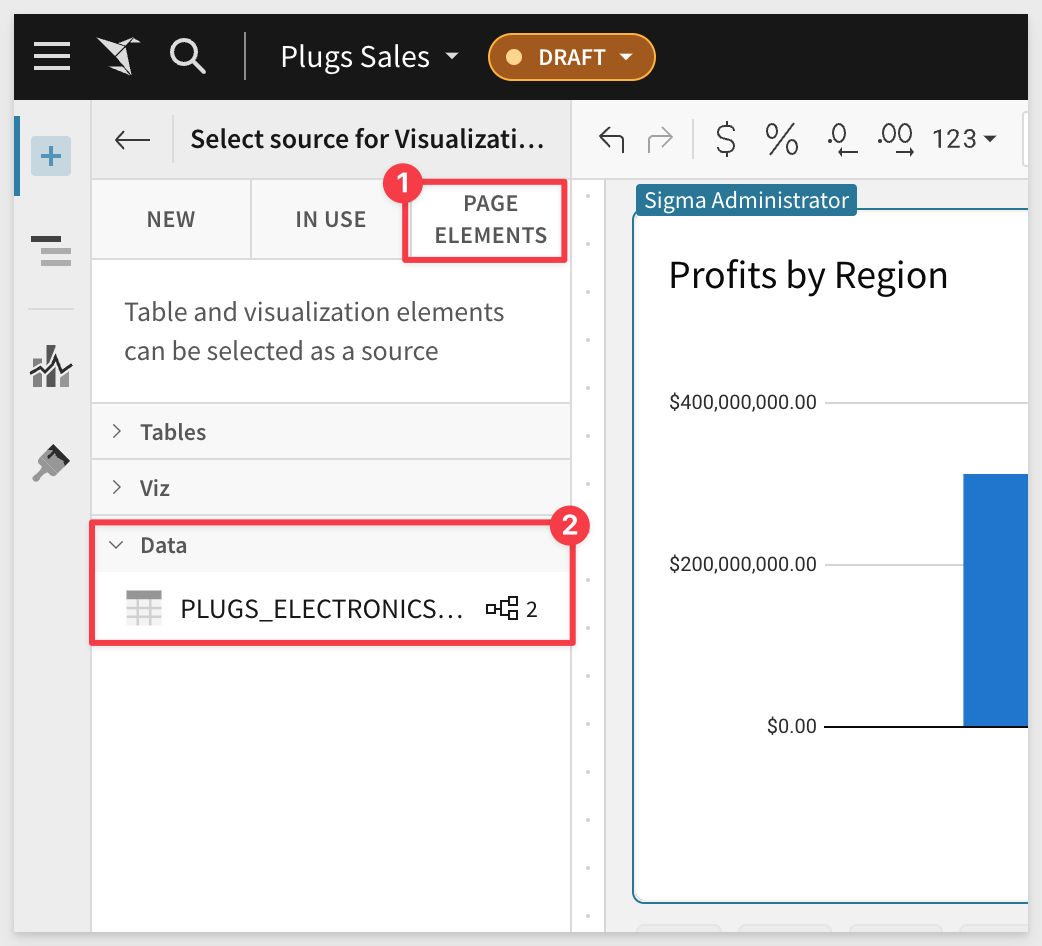 Plugs Sales
DRAFT
Select source for Visualizati...
$ % .0 .00 123
1
NEW
IN USE
PAGE
ELEMENTS
Sigma Administrator
Table and visualization elements
can be selected as a source
Tables
Viz
2
Data
PLUGS_ELECTRONICS... 2
Profits by Region
$400,000,000.00
$200,000,000.00
$0.00